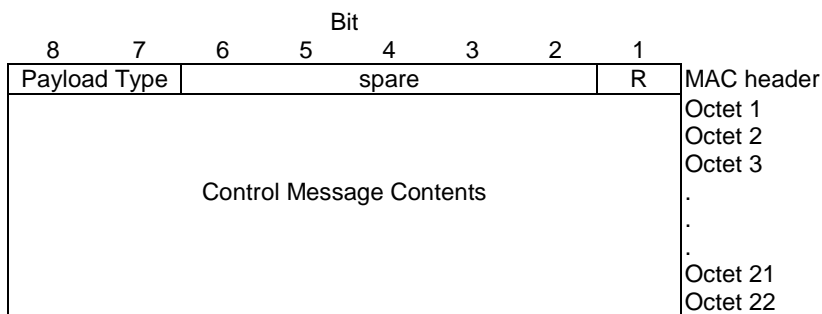 Bit
8 7 6 5 4 3 2 1
Payload Type spare R MAC header
Octet 1
Octet 2
Octet 3
Control Message Contents .
.
.
Octet 21
Octet 22